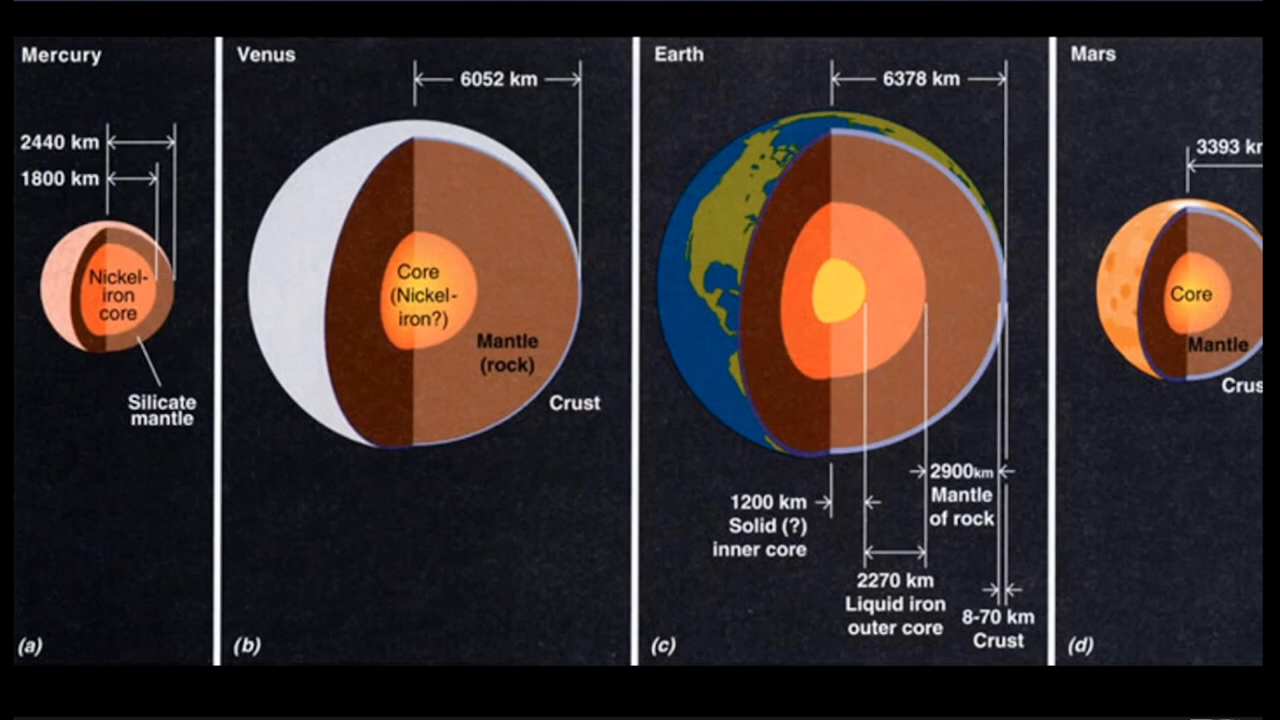 Mercury
2440 km
1800 km
Nickel-
iron
core
Silicate
mantle
(a)
Venus
6052 km
Core
(Nickel-
iron?)
Mantle
(rock)
Crust
(b)
Earth
6378 km
2900km
Mantle
of rock
1200 km
Solid (?)
inner core
2270 km
Liquid iron
outer core
8-70 km
Crust
(c)
Mars
3393 k
Core
Mantle
Crus
(d)